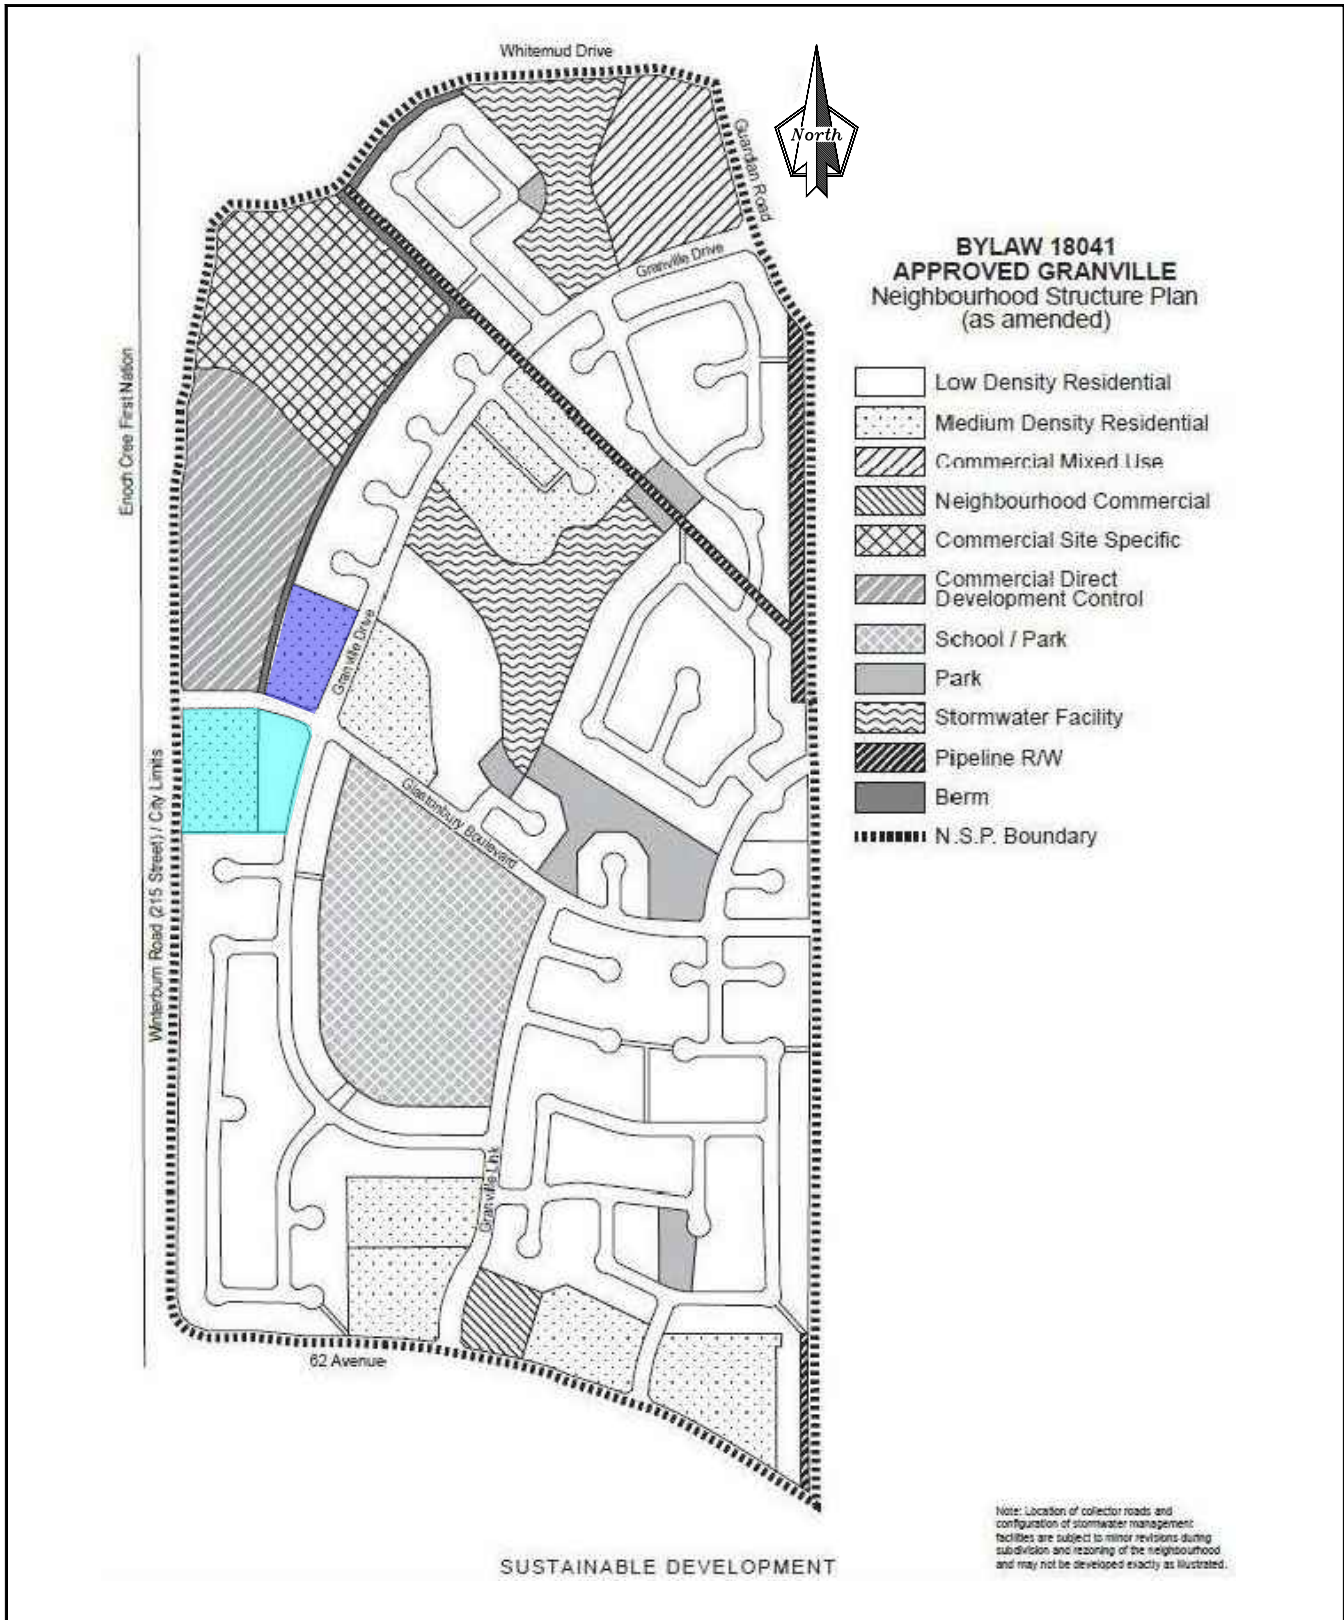 Whitemud Drive
Guardian Road
North
Granville Drive
BYLAW 18041
APPROVED GRANVILLE
Neighbourhood Structure Plan
(as amended)
Low Density Residential
Medium Density Residential
Commercial Mixed Use
Neighbourhood Commercial
Commercial Site Specific
Commercial Direct
Development Control
School / Park
Park
Stormwater Facility
Pipeline R/W
Berm
N.S.P. Boundary
Enoch Cree First Nation
Granville Drive
Winterburn Road (215 Street) / City Limits
Glastonbury Boulevard
Granville Link
62 Avenue
Note: Location of collector roads and
configuration of stormwater management
facilities are subject to minor revisions during
subdivision and rezoning of the neighbourhood
and may not be developed exactly as illustrated.
SUSTAINABLE DEVELOPMENT